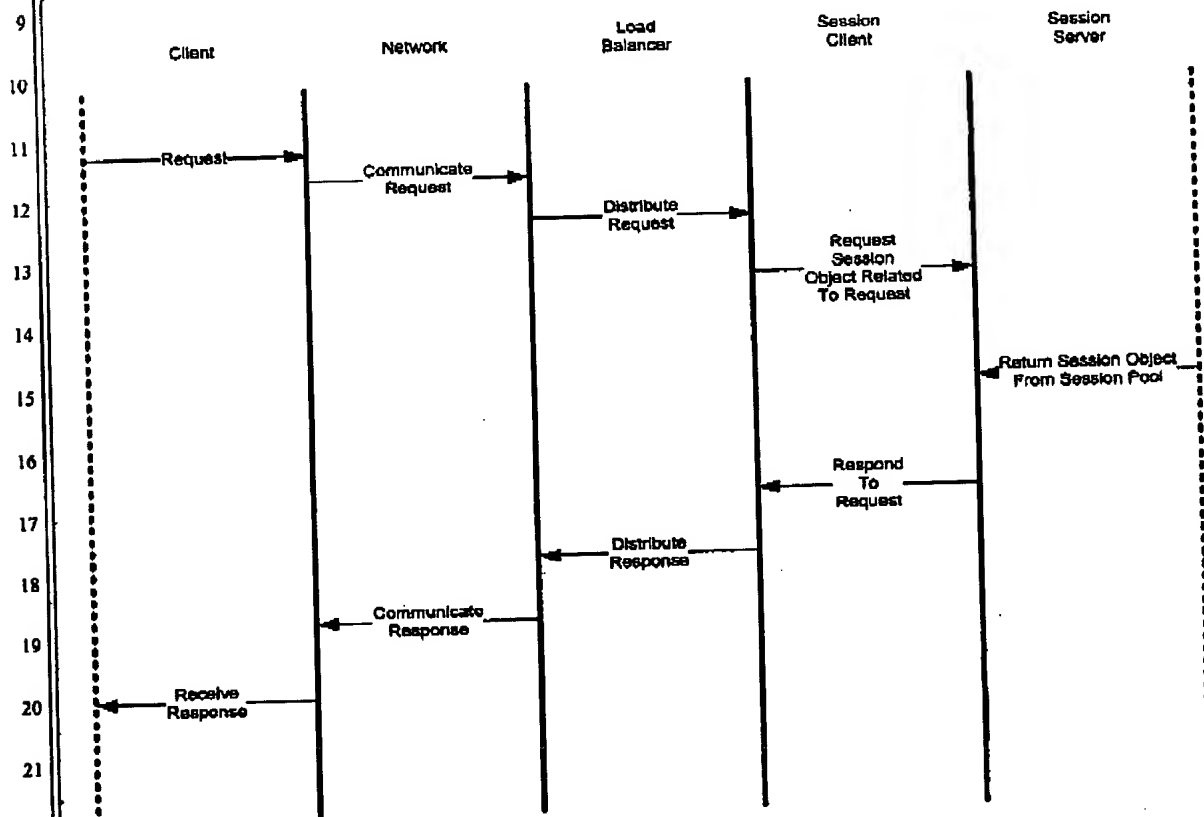 9
Client
Network
Load
Balancer
Session
Client
Session
Server
10
11
Request
Communicate
Request
12
Distribute
Request
13
Request
Session
Object Related
To Request
14
Return Session Object
From Session Pool
15
16
Respond
To
Request
17
Distribute
Response
18
Communicate
Response
19
20
Receive
Response
21